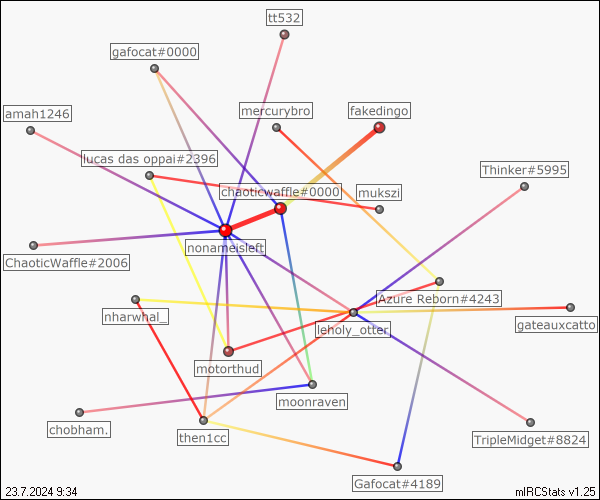 tt532
gafocat#0000
mercurybro
fakedingo
amah1246
lucas das oppai#2396
Thinker#5995
chaoticwaffle#0000
mukszi
nonameisleft
ChaoticWaffle#2006
Azure Reborn#4243
nharwhal_
leholy_otter
gateauxcatto
motorthud
moonraven
chobham.
then1cc
TripleMidget#8824
Gafocat#4189
23.7.2024 9:34
mIRCStats v1.25